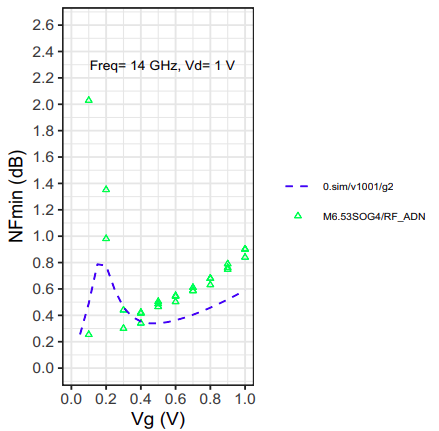 2.6
2.4
Freq= 14 GHz, Vd= 1 V
2.2
2.0
1.8
1.6
1.4
1.2
1.0
0.8
0.6
0.4
0.2
0.0
NFmin (dB)
0.0 0.2 0.4 0.6 0.8 1.0
Vg (V)
0.sim/v1001/g2
M6.53SOG4/RF_ADN